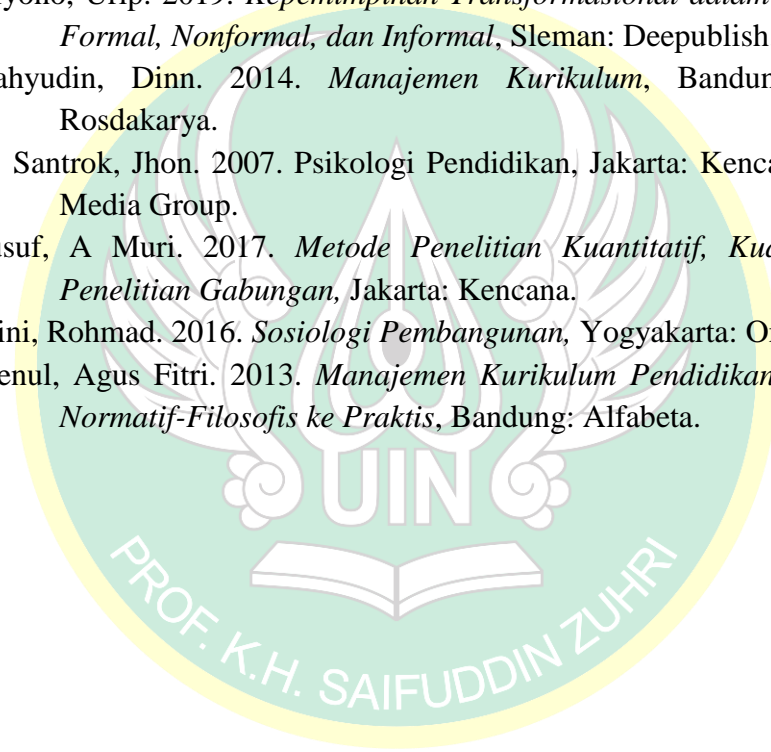 yono, Urip. 2019. Kepemimpinan Transformasional dalam
Formal, Nonformal, dan Informal, Sleman: Deepublish
ahyudin, Dinn. 2014. Manajemen Kurikulum, Bandun
Rosdakarya.
Santrok, Jhon. 2007. Psikologi Pendidikan, Jakarta: Kenca
Media Group.
usuf, A Muri. 2017. Metode Penelitian Kuantitatif, Kua
Penelitian Gabungan, Jakarta: Kencana.
ini, Rohmad. 2016. Sosiologi Pembangunan, Yogyakarta: O
enul, Agus Fitri. 2013. Manajemen Kurikulum Pendidikan
Normatif-Filosofis ke Praktis, Bandung: Alfabeta.
UIN
PROF. K.H. SAIFUDDIN ZUHRI